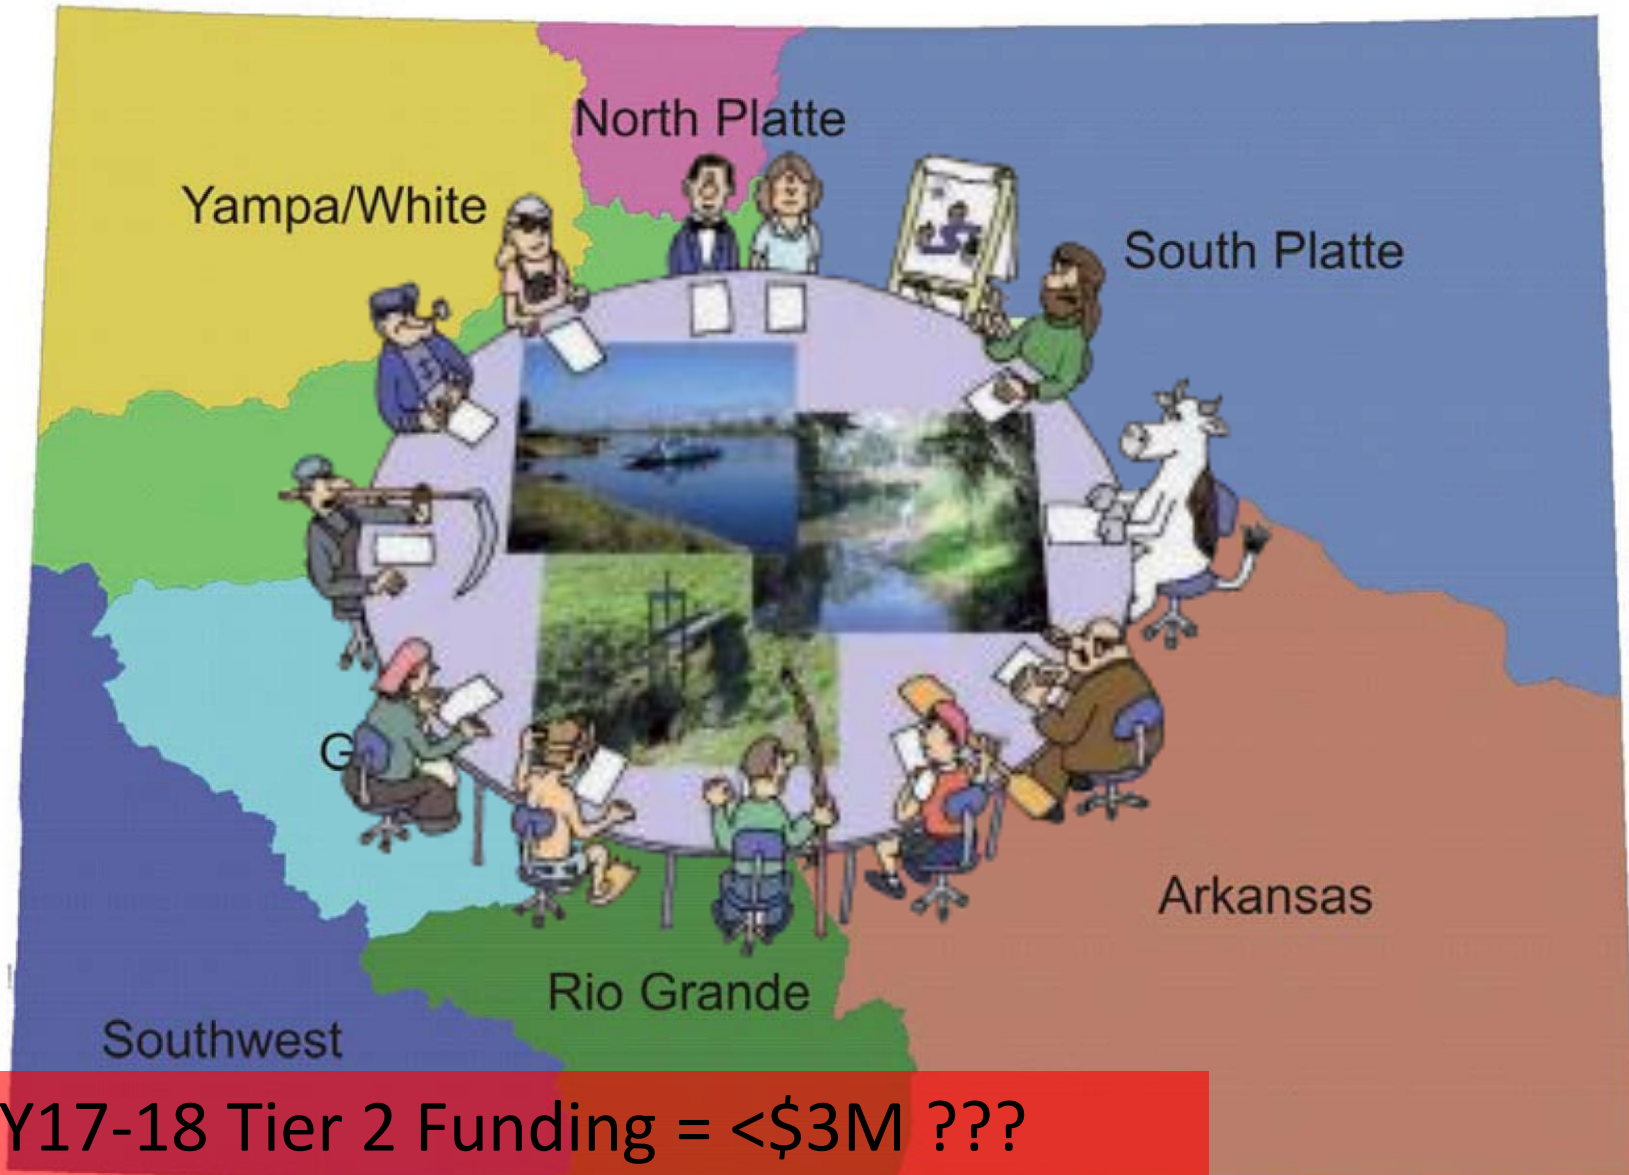 North Platte
Yampa/White
South Platte
G
Arkansas
Rio Grande
Southwest
Y17-18 Tier 2 Funding = <$3M ???